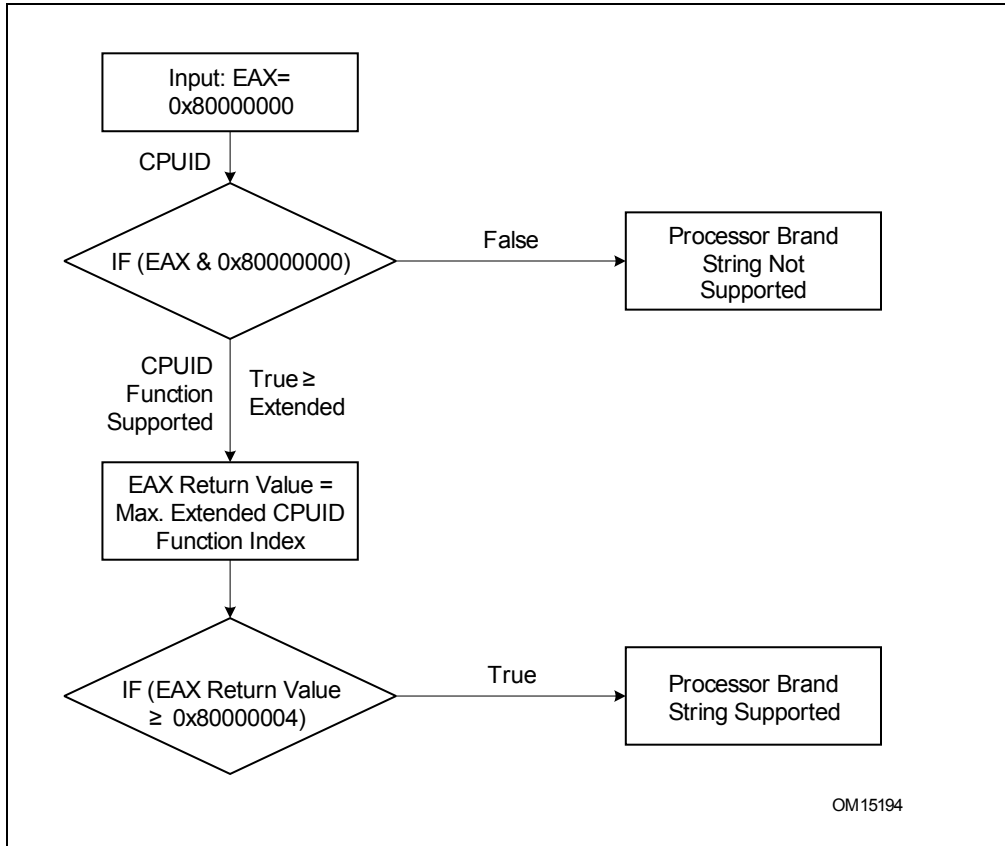 Input: EAX=
0x80000000
CPUID
IF (EAX & 0x80000000)
False
Processor Brand
String Not
Supported
CPUID
Function
Supported
True ≥
Extended
EAX Return Value =
Max. Extended CPUID
Function Index
IF (EAX Return Value
≥ 0x80000004)
True
Processor Brand
String Supported
OM15194